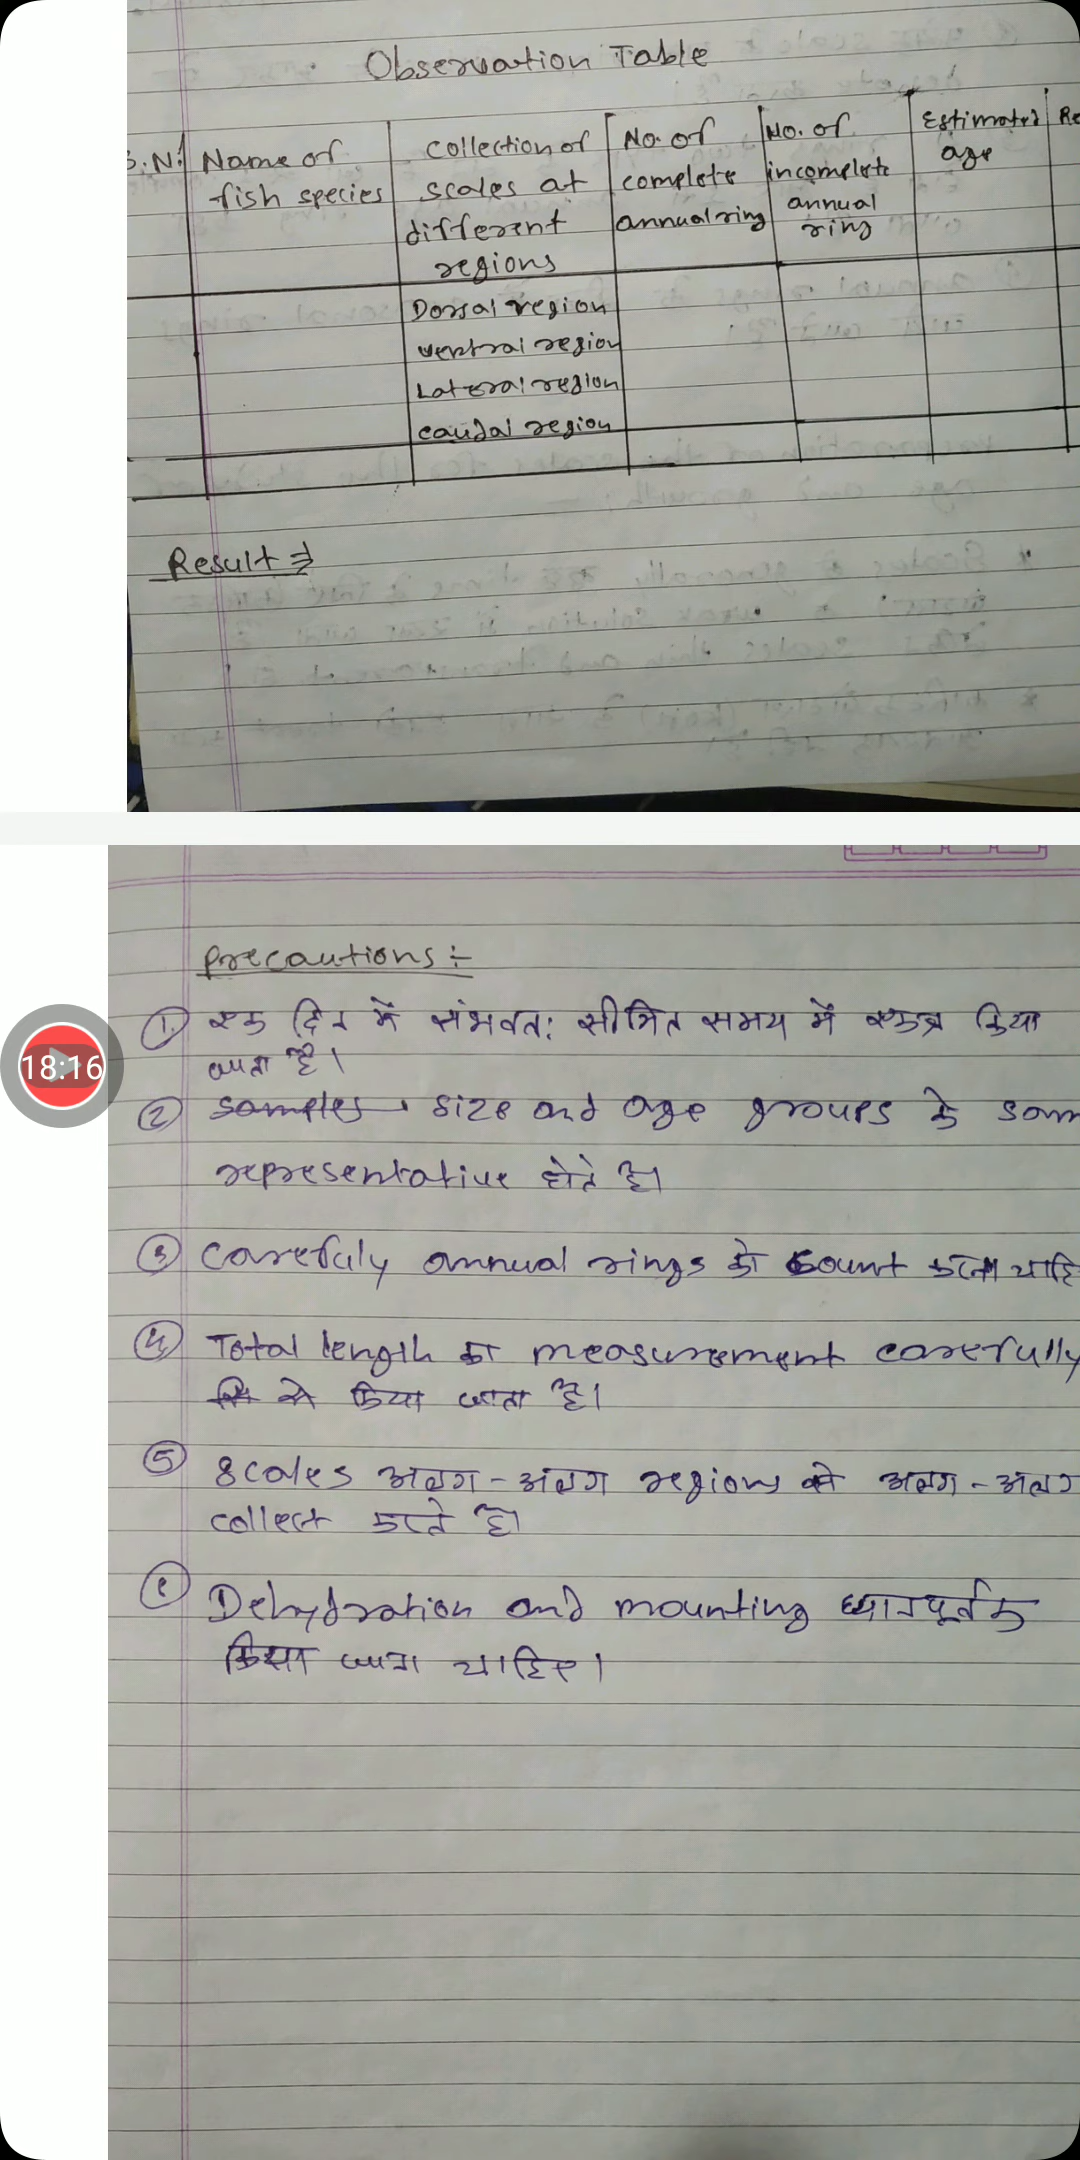 Observation Table
S.N. Name of fish species | Collection of scales at different regions | No. of complete annual ring | No. of incomplete annual ring | Estimated age | Re
Dorsal region
ventral region
Lateral region
caudal region
Result ⇒
Precautions :-
① एक दिन में संभवतः सीमित समय में एकत्र किया
जाता है।
② samples size and age groups के sam
representative होते है।
③ carefuly annual rings को count करना चाहि
④ Total length का measurement carefully
से किया जाता है।
⑤ Scales अलग-अलग regions से अलग-अलग
collect करते है।
Dehydration and mounting ध्यानपूर्वक
किया जाना चाहिए।
18:16